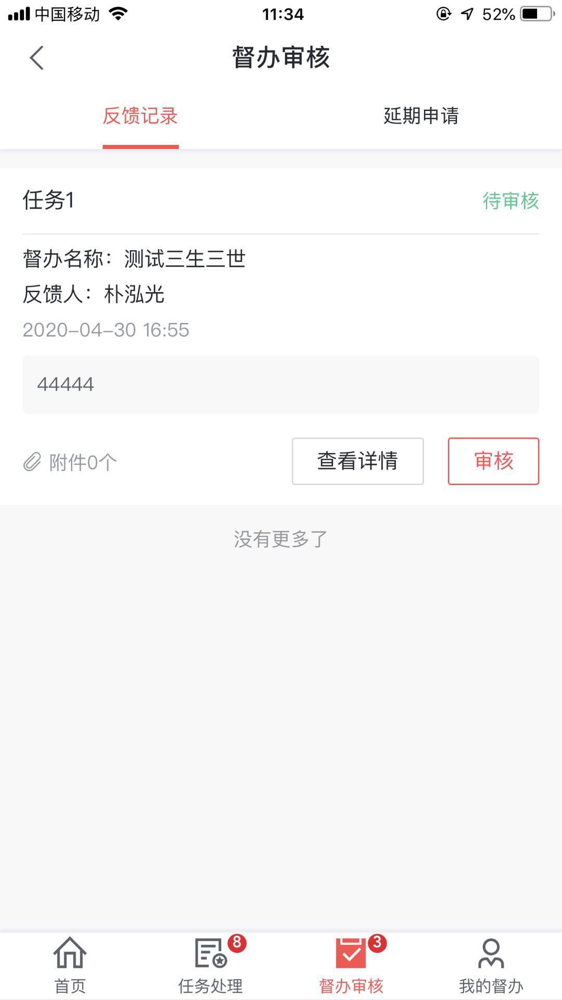 中国移动 11:34 52%
督办审核
反馈记录 延期申请
任务1 待审核
督办名称：测试三生三世
反馈人：朴泓光
2020-04-30 16:55
44444
附件0个 查看详情 审核
没有更多了
8 3
首页 任务处理 督办审核 我的督办